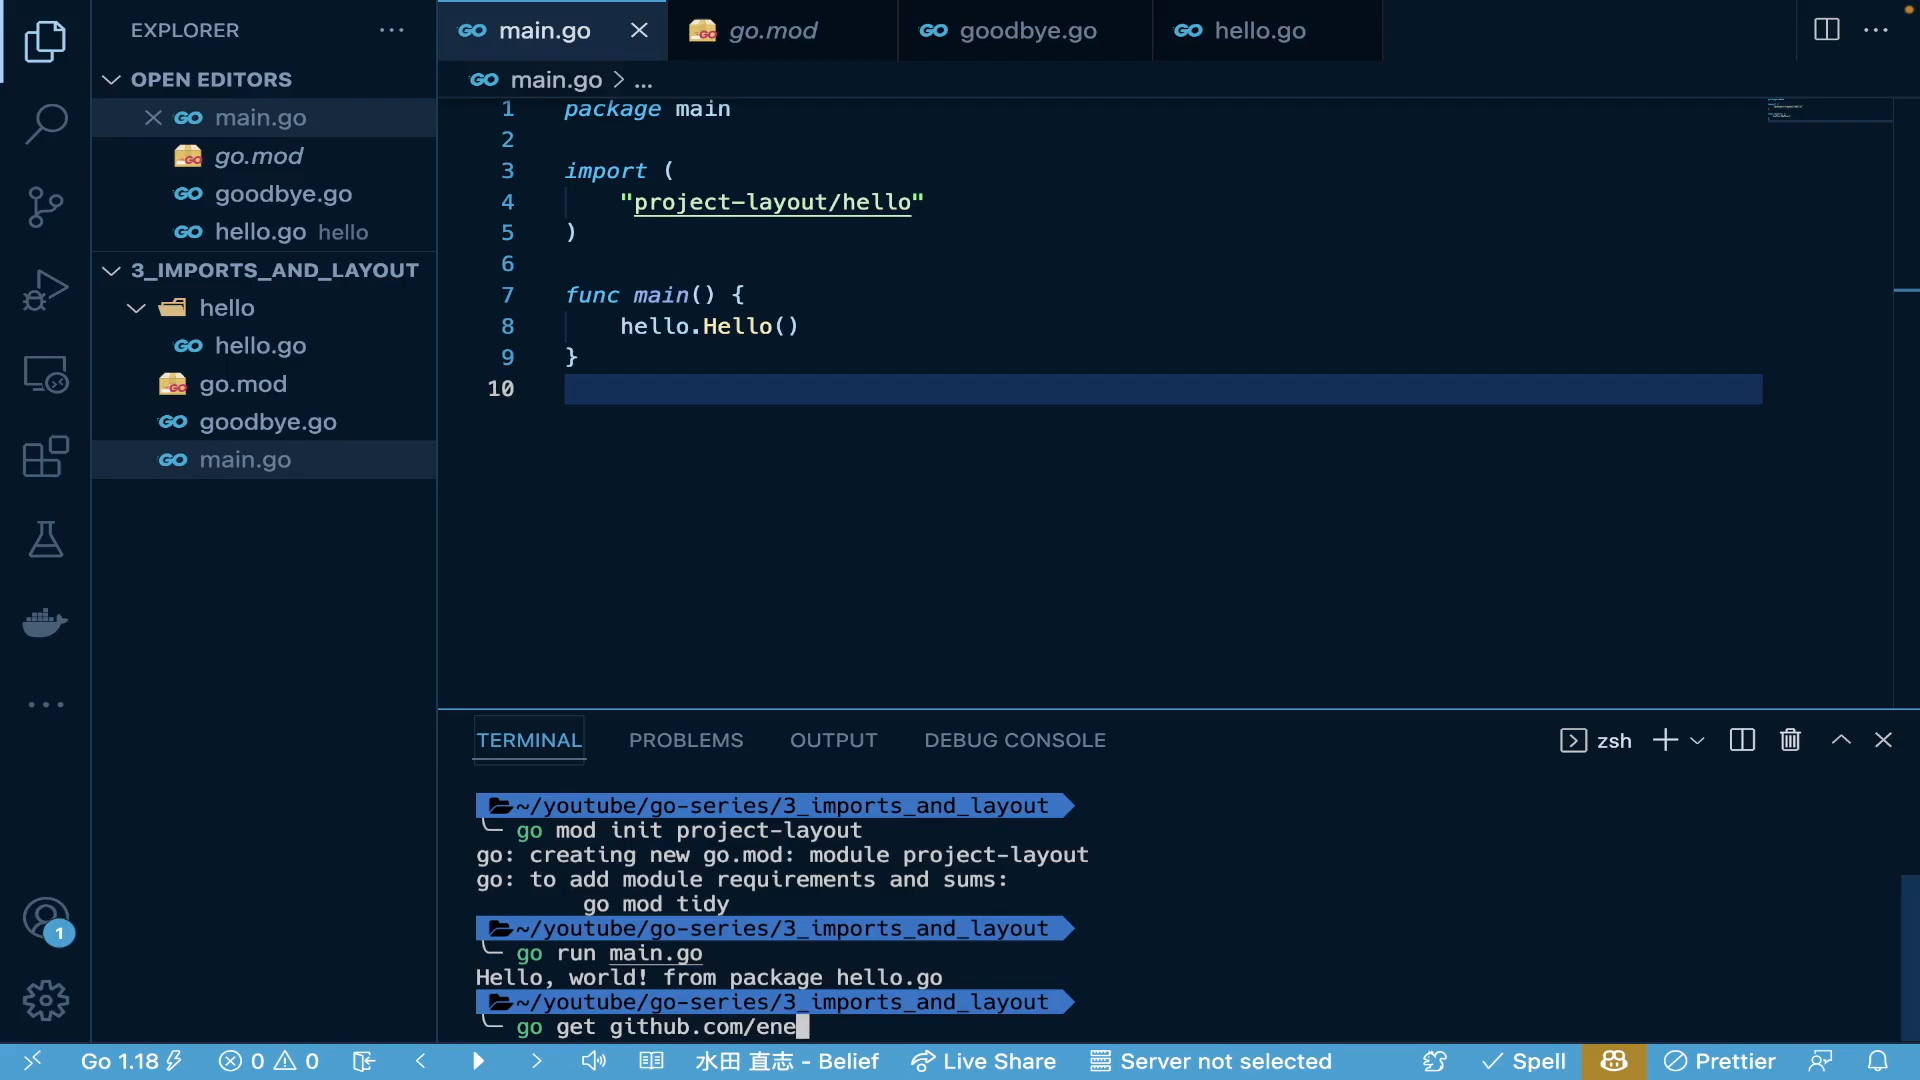 EXPLORER
OPEN EDITORS
main.go
go.mod
goodbye.go
hello.go hello
3_IMPORTS_AND_LAYOUT
hello
hello.go
go.mod
goodbye.go
main.go
1
main.go
go.mod
goodbye.go
hello.go
main.go > ...
1 package main
2
3 import (
4 "project-layout/hello"
5 )
6
7 func main() {
8 hello.Hello()
9 }
10
TERMINAL PROBLEMS OUTPUT DEBUG CONSOLE
zsh
~/youtube/go-series/3_imports_and_layout
go mod init project-layout
go: creating new go.mod: module project-layout
go: to add module requirements and sums:
go mod tidy
~/youtube/go-series/3_imports_and_layout
go run main.go
Hello, world! from package hello.go
~/youtube/go-series/3_imports_and_layout
go get github.com/ene
Go 1.18 0 0 水田 直志 - Belief Live Share Server not selected Spell Prettier